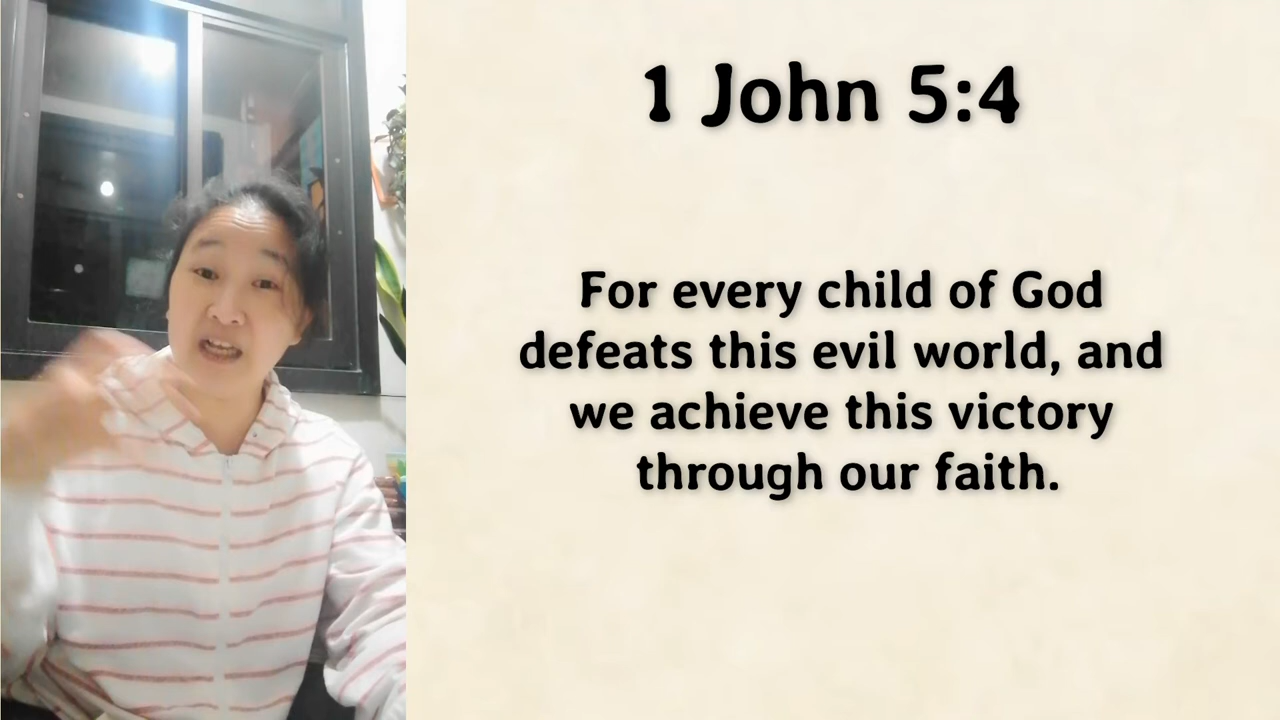 1 John 5:4
For every child of God
defeats this evil world, and
we achieve this victory
through our faith.